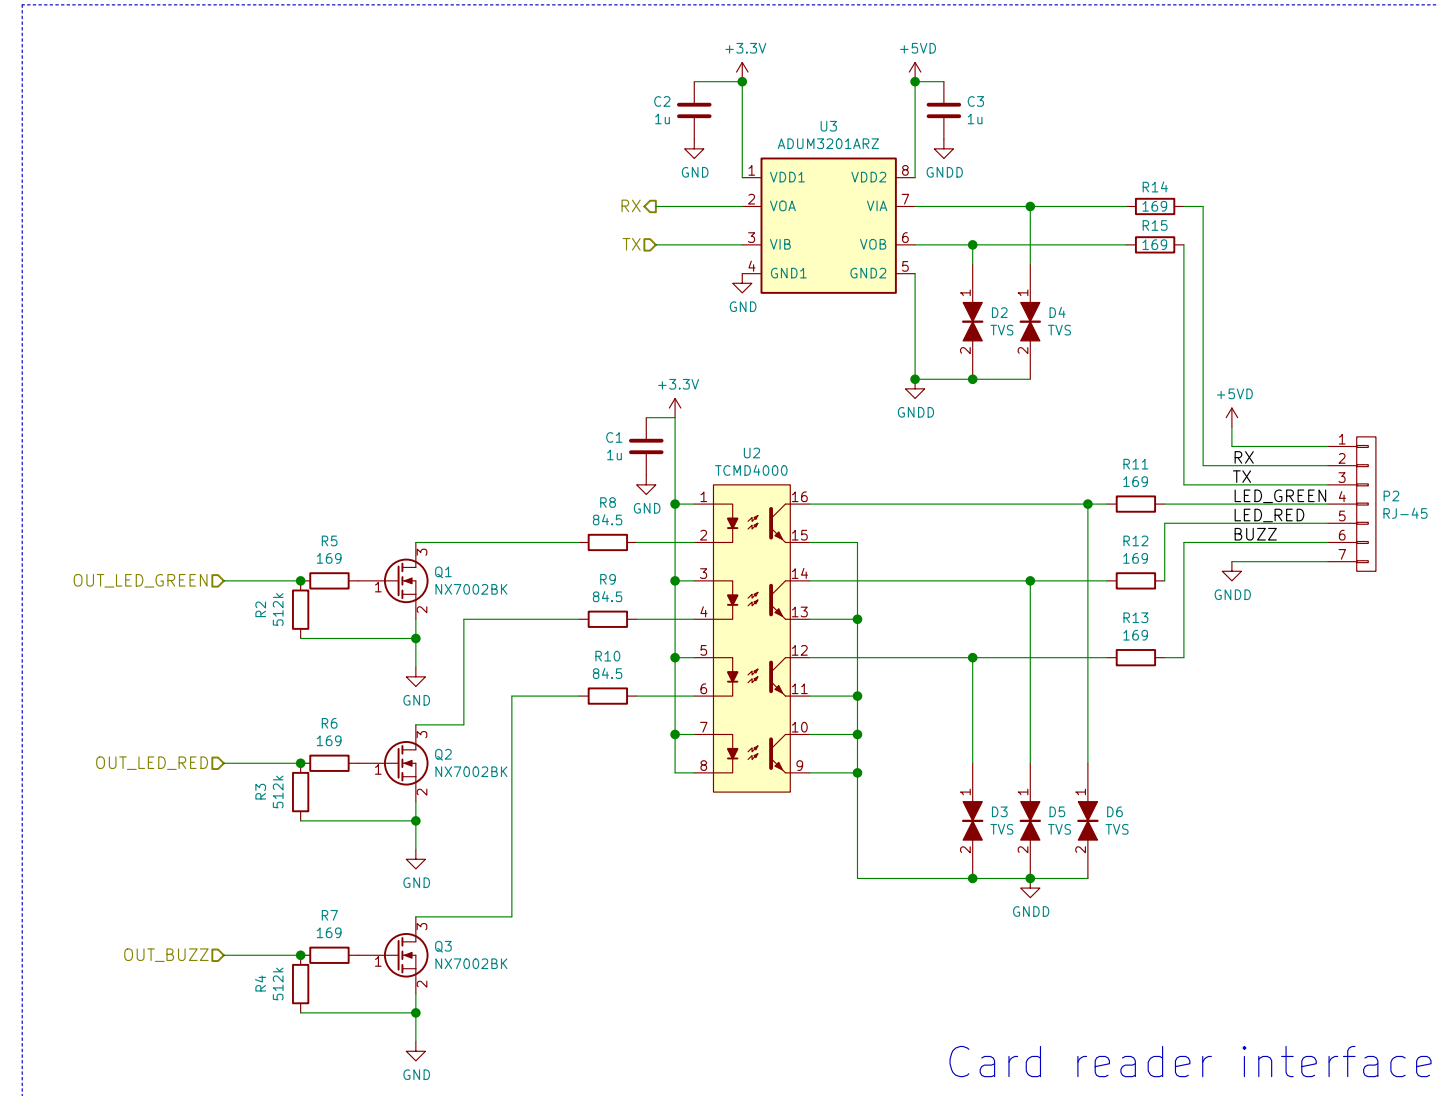 +3.3V
+5VD
C2
1u
C3
1u
GND
GNDD
U3
ADUM3201ARZ
1 VDD1 VDD2 8
RX 2 VOA VIA 7
TX 3 VIB VOB 6
4 GND1 GND2 5
GND
R14
169
R15
169
1
D2
TVS
2
1
D4
TVS
2
GNDD
+3.3V
C1
1u
GND
U2
TCMD4000
1 16
2 15
3 14
4 13
5 12
6 11
7 10
8 9
R8
84.5
R9
84.5
R10
84.5
R11
169
R12
169
R13
169
+5VD
1
RX 2
TX 3
LED_GREEN 4
LED_RED 5
BUZZ 6
7
P2
RJ-45
GNDD
OUT_LED_GREEN
R5
169
R2
512k
1
3
2
Q1
NX7002BK
GND
OUT_LED_RED
R6
169
R3
512k
1
3
2
Q2
NX7002BK
GND
OUT_BUZZ
R7
169
R4
512k
1
3
2
Q3
NX7002BK
GND
1
D3
TVS
2
1
D5
TVS
2
1
D6
TVS
2
GNDD
Card reader interface